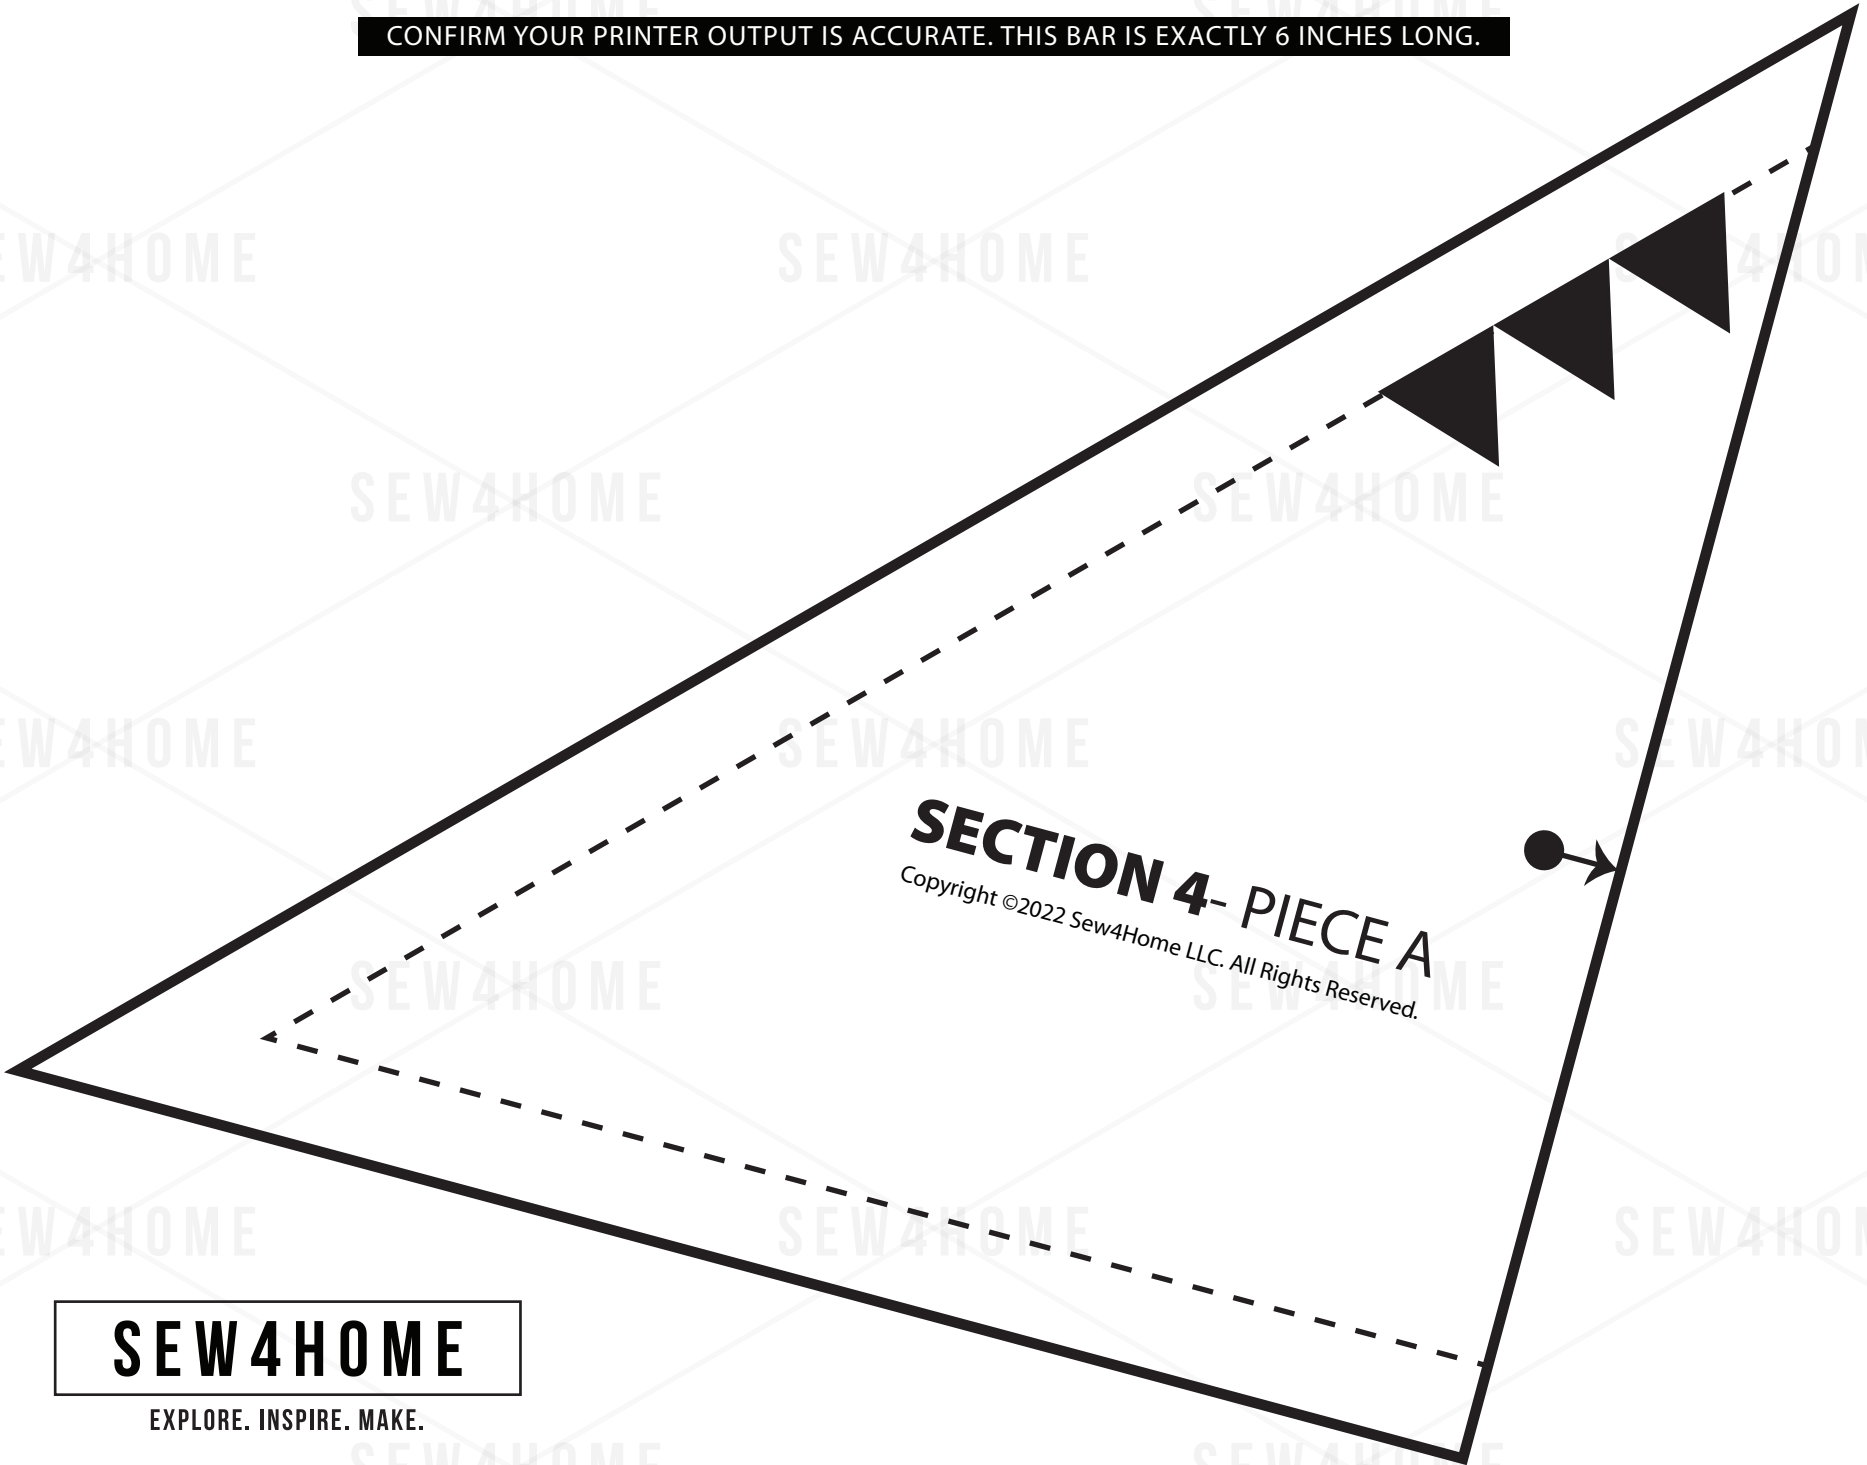 CONFIRM YOUR PRINTER OUTPUT IS ACCURATE. THIS BAR IS EXACTLY 6 INCHES LONG.
SECTION 4- PIECE A
Copyright ©2022 Sew4Home LLC. All Rights Reserved.
SEW4HOME
EXPLORE. INSPIRE. MAKE.